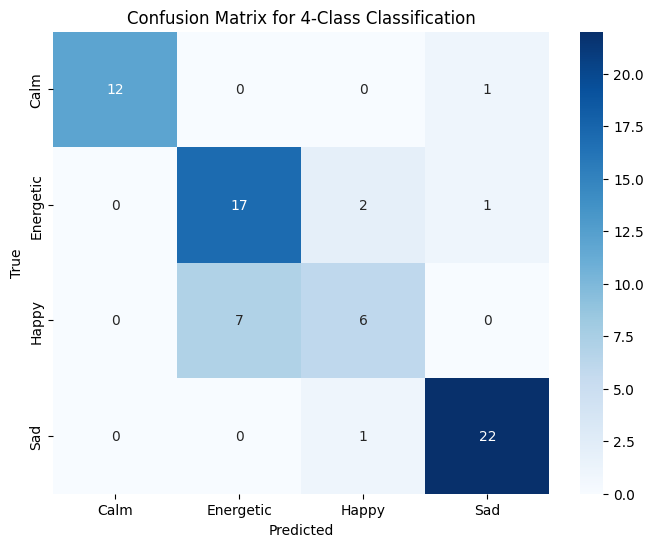 Confusion Matrix for 4-Class Classification
Calm 12 0 0 1
Energetic 0 17 2 1
Happy 0 7 6 0
Sad 0 0 1 22
Calm Energetic Happy Sad
Predicted
True
20.0
17.5
15.0
12.5
10.0
7.5
5.0
2.5
0.0